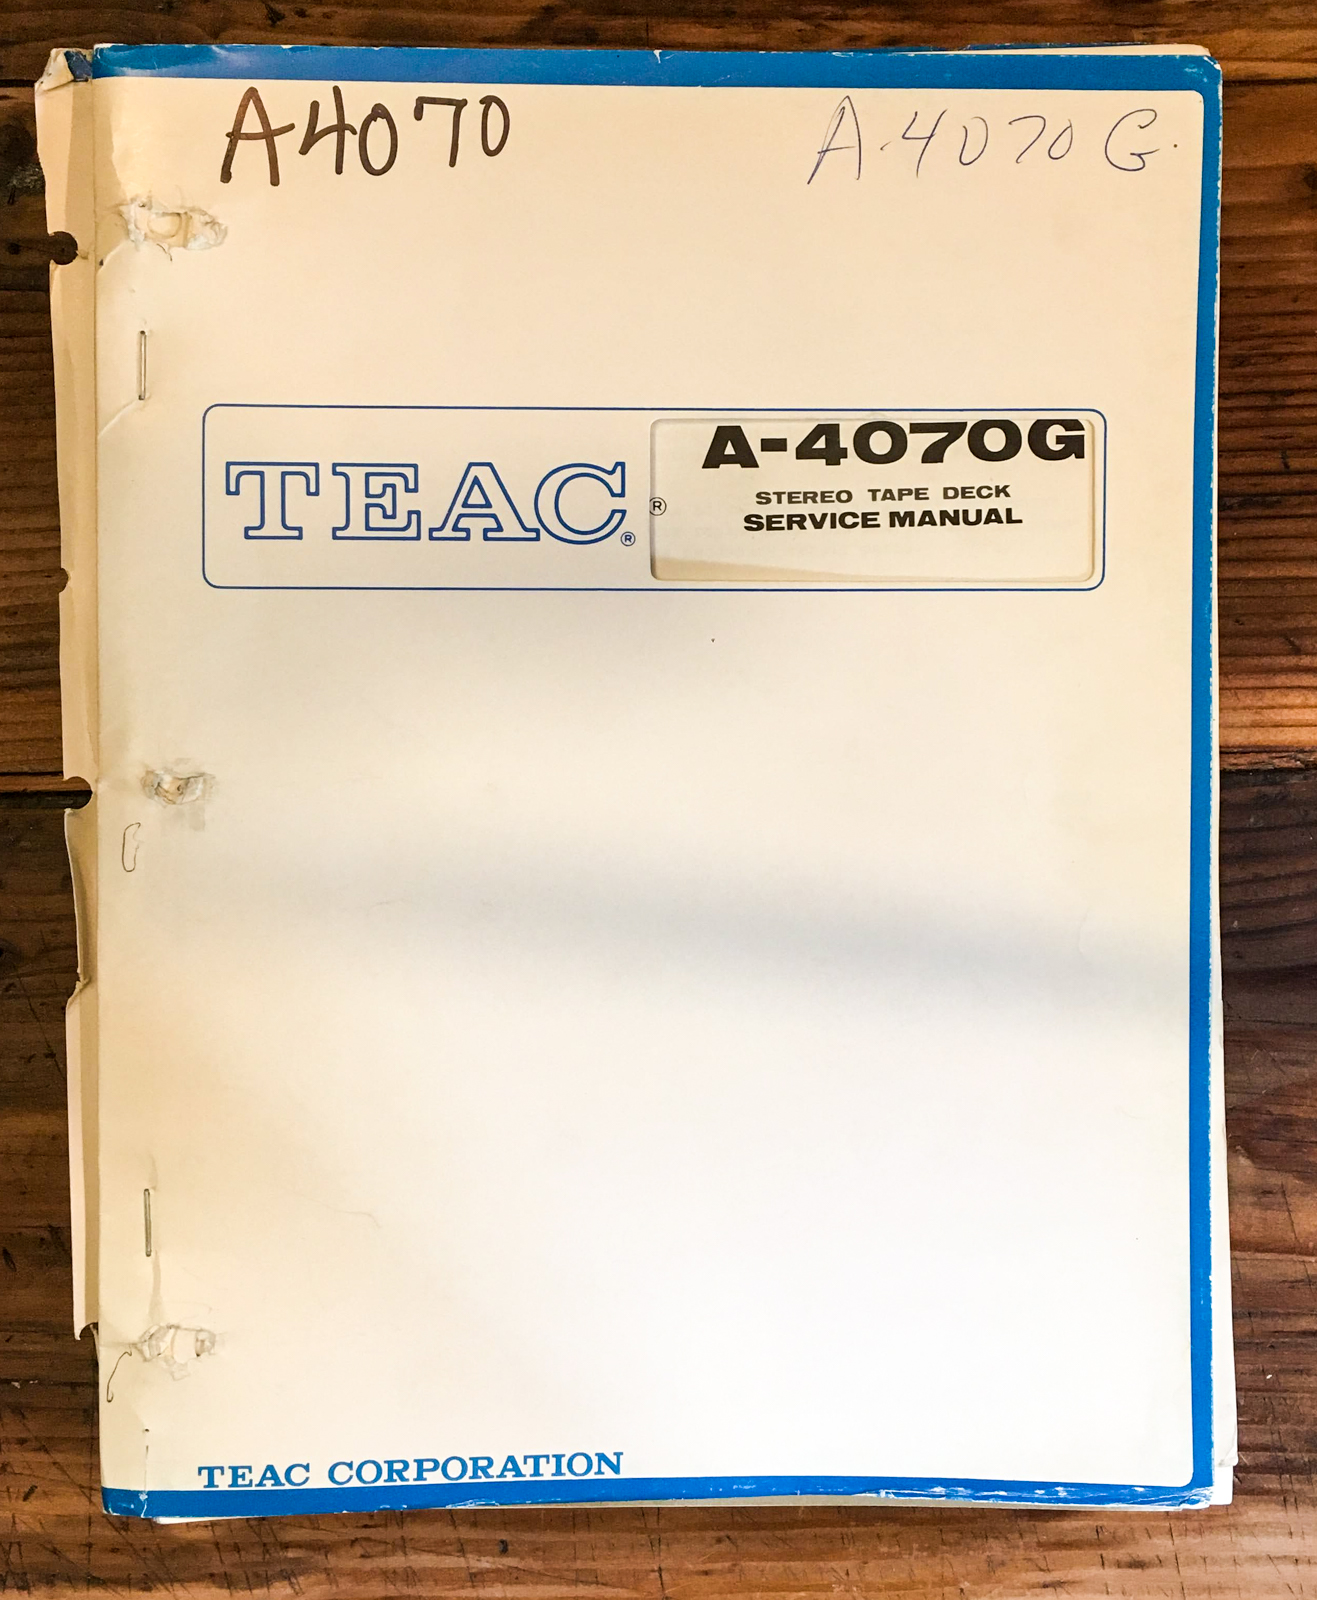 A4070
A-4070G.
TEAC®
®
A-4070G
STEREO TAPE DECK
SERVICE MANUAL
TEAC CORPORATION